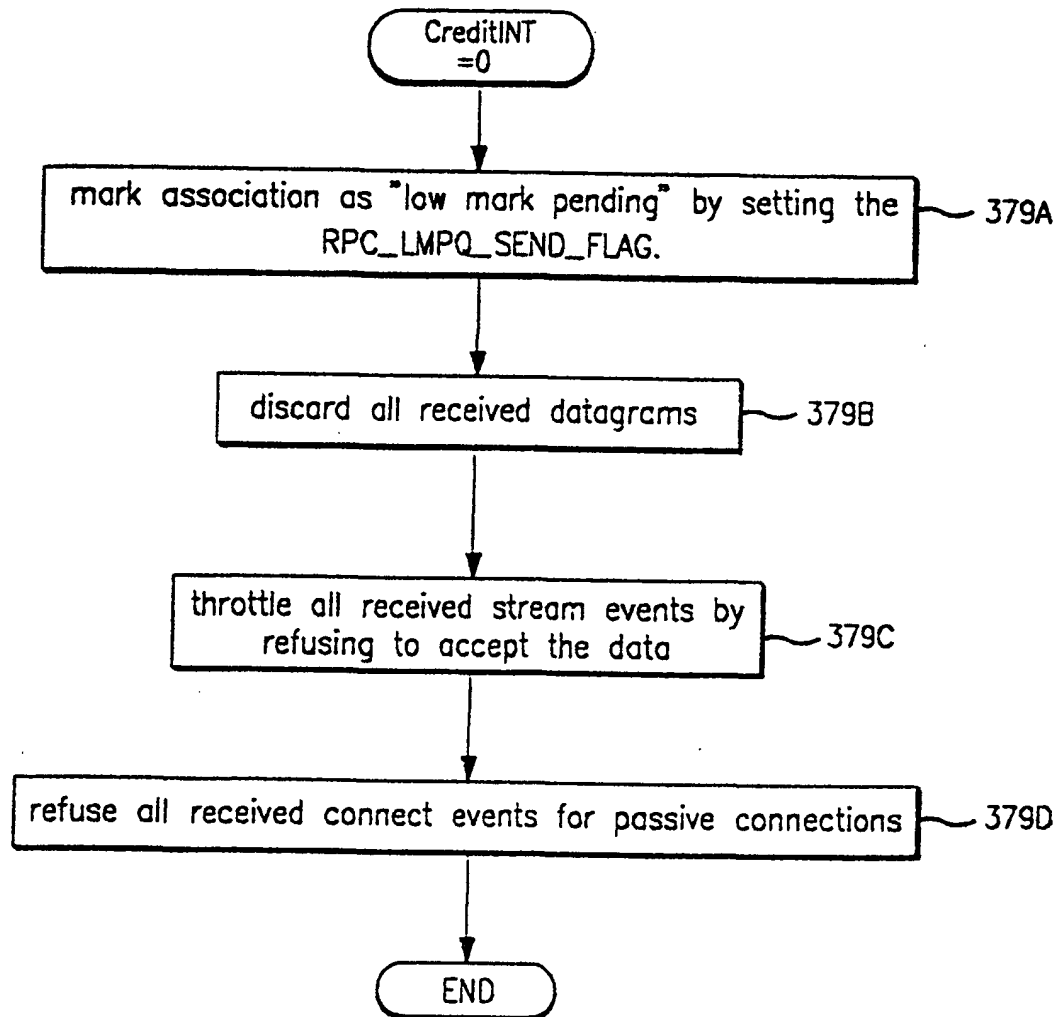 CreditINT
=0
mark association as "low mark pending" by setting the
RPC_LMPQ_SEND_FLAG.
379A
discard all received datagrams
379B
throttle all received stream events by
refusing to accept the data
379C
refuse all received connect events for passive connections
379D
END